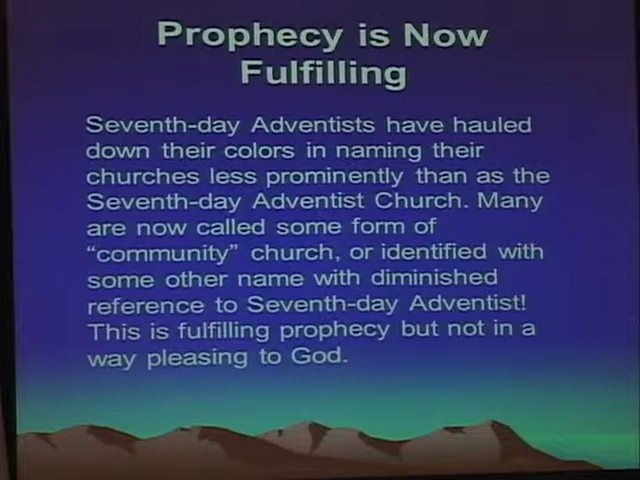 Prophecy is Now
Fulfilling
Seventh-day Adventists have hauled
down their colors in naming their
churches less prominently than as the
Seventh-day Adventist Church. Many
are now called some form of
“community” church, or identified with
some other name with diminished
reference to Seventh-day Adventist!
This is fulfilling prophecy but not in a
way pleasing to God.